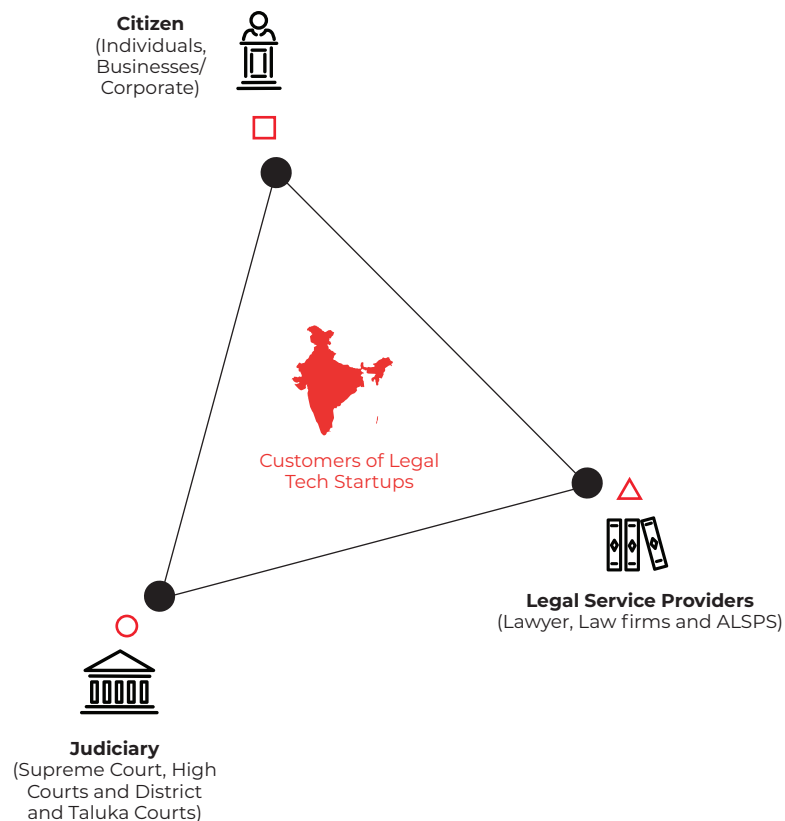 Citizen
(Individuals,
Businesses/
Corporate)
Customers of Legal
Tech Startups
Legal Service Providers
(Lawyer, Law firms and ALSPS)
Judiciary
(Supreme Court, High
Courts and District
and Taluka Courts)